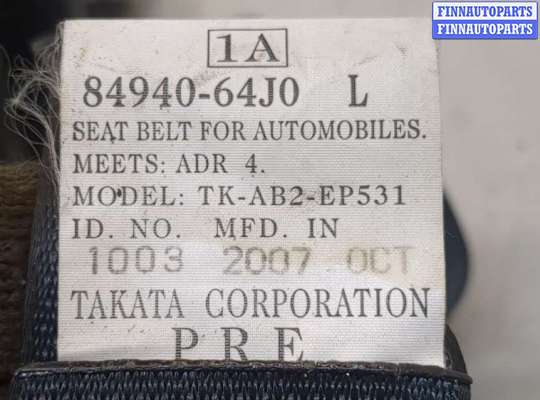 FINNAUTOPARTS
FINNAUTOPARTS
1A
84940-64J0 L
SEAT BELT FOR AUTOMOBILES.
MEETS: ADR 4.
MODEL: TK-AB2-EP531
ID. NO. MFD. IN
1003 2007 OCT
TAKATA CORPORATION
PRE